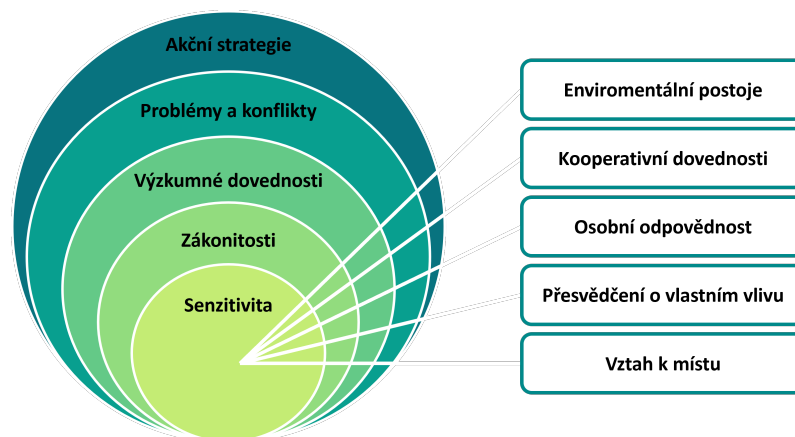 Akční strategie
Problémy a konflikty
Výzkumné dovednosti
Zákonitosti
Senzitivita
Enviromentální postoje
Kooperativní dovednosti
Osobní odpovědnost
Přesvědčení o vlastním vlivu
Vztah k místu